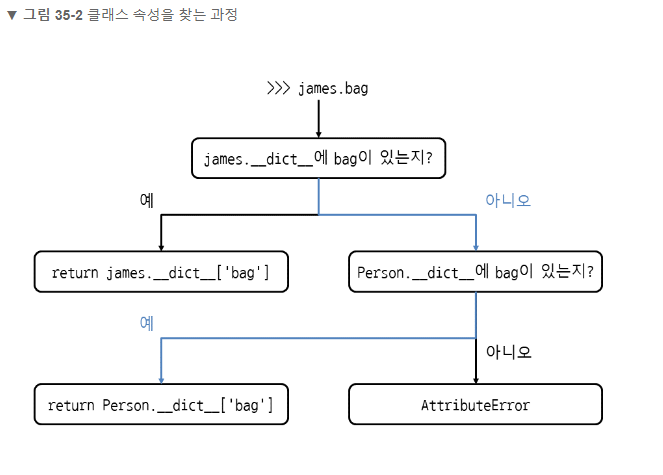 ▼ 그림 35-2 클래스 속성을 찾는 과정
>>> james.bag
james.__dict__에 bag이 있는지?
예
아니오
return james.__dict__['bag']
Person.__dict__에 bag이 있는지?
예
아니오
return Person.__dict__['bag']
AttributeError